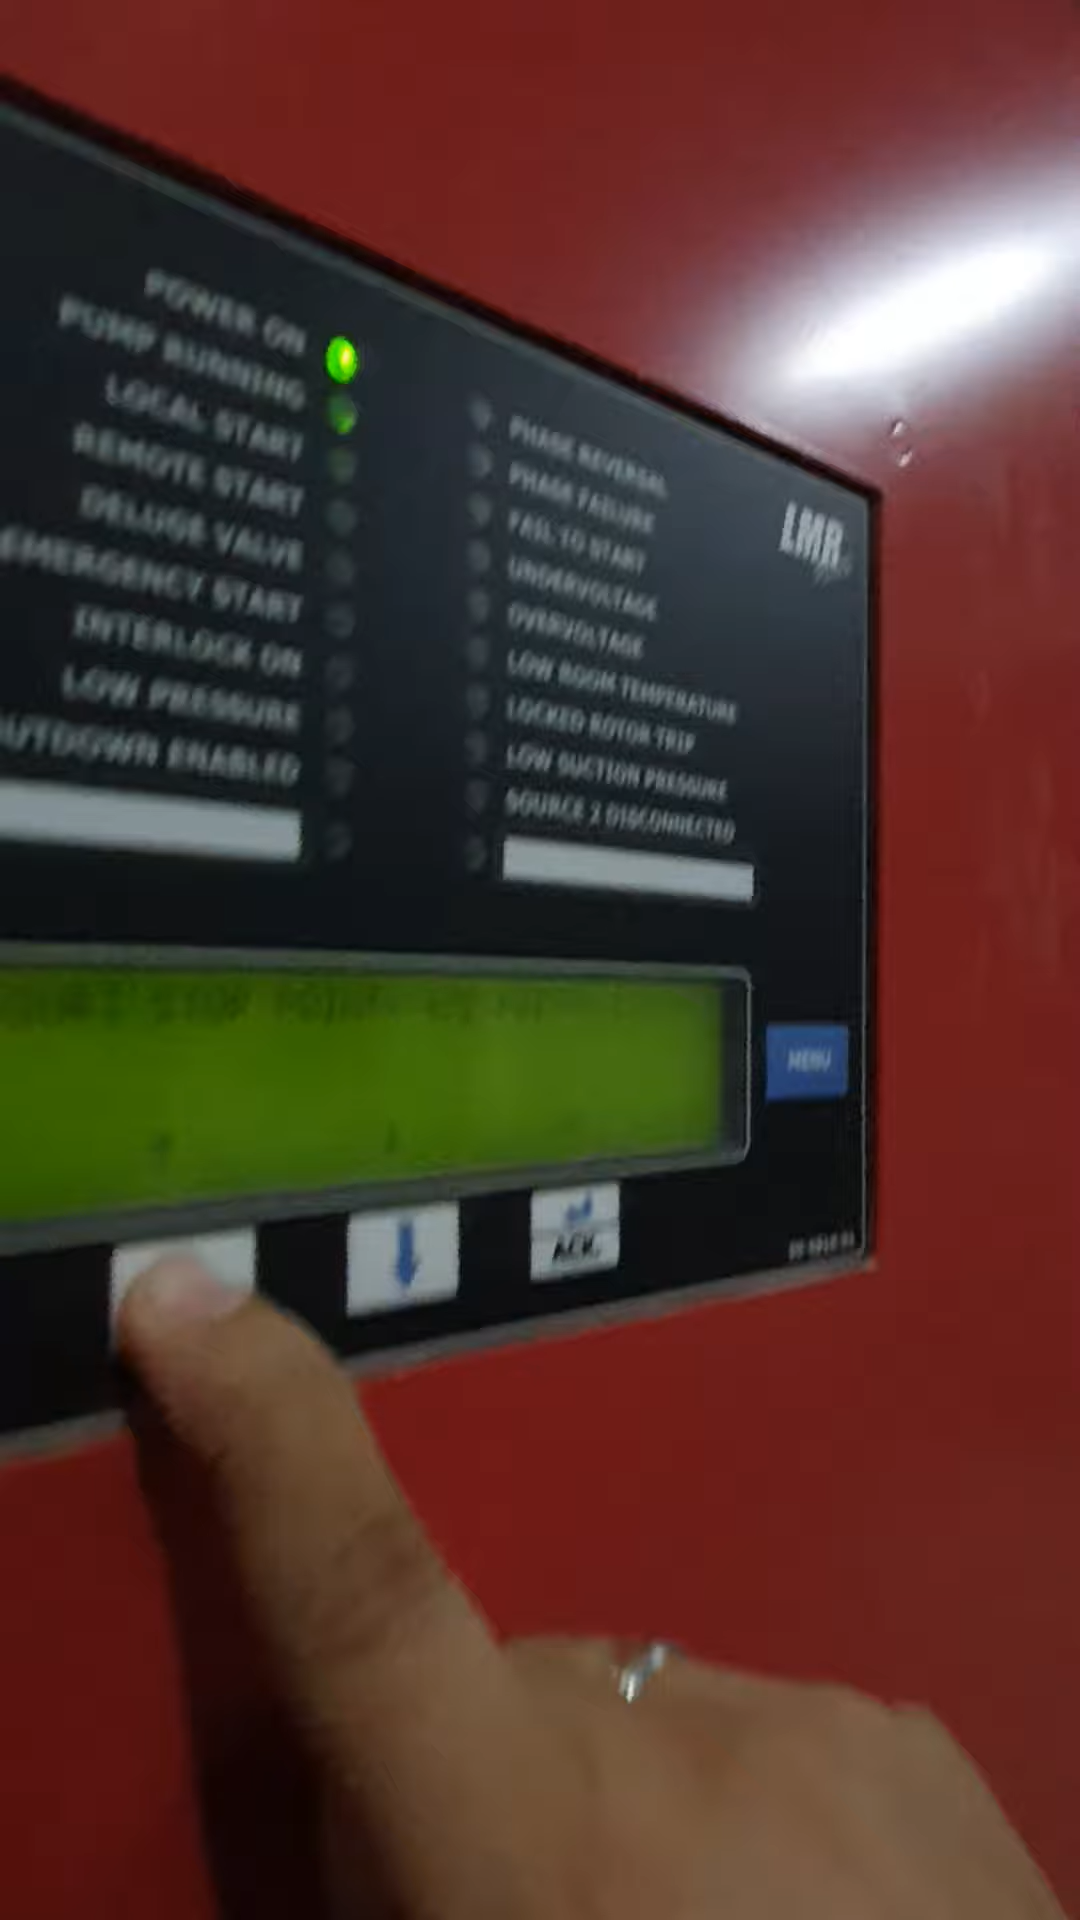 POWER ON
PUMP RUNNING
LOCAL START
REMOTE START
DELUGE VALVE
EMERGENCY START
INTERLOCK ON
LOW PRESSURE
UTDOWN ENABLED
PHASE REVERSAL
PHASE FAILURE
FAIL TO START
UNDERVOLTAGE
OVERVOLTAGE
LOW ROOM TEMPERATURE
LOCKED ROTOR TRIP
LOW SUCTION PRESSURE
SOURCE 2 DISCONNECTED
LMR
STOP
MENU
ACK.